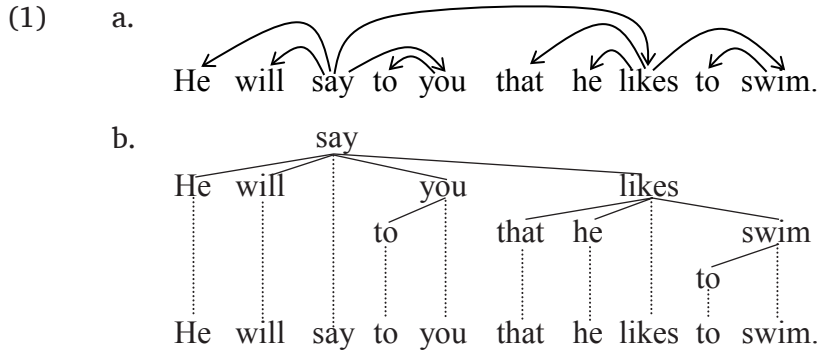 (1) a.
He will say to you that he likes to swim.
b.
say
He will you likes
to that he swim
to
He will say to you that he likes to swim.